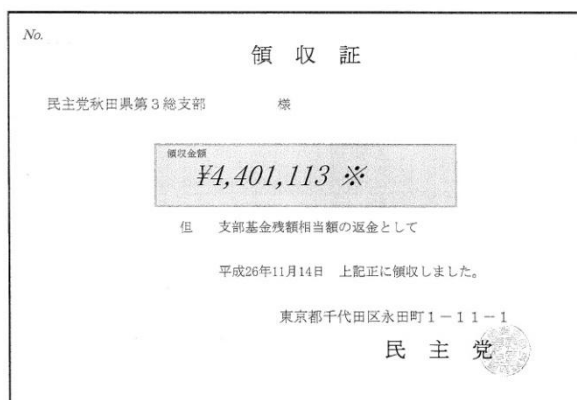 No.
領収証
民主党秋田県第３総支部　様
領収金額
¥4,401,113 ※
但　支部基金残額相当額の返金として
平成26年11月14日　上記正に領収しました。
東京都千代田区永田町１－１１－１
民主党